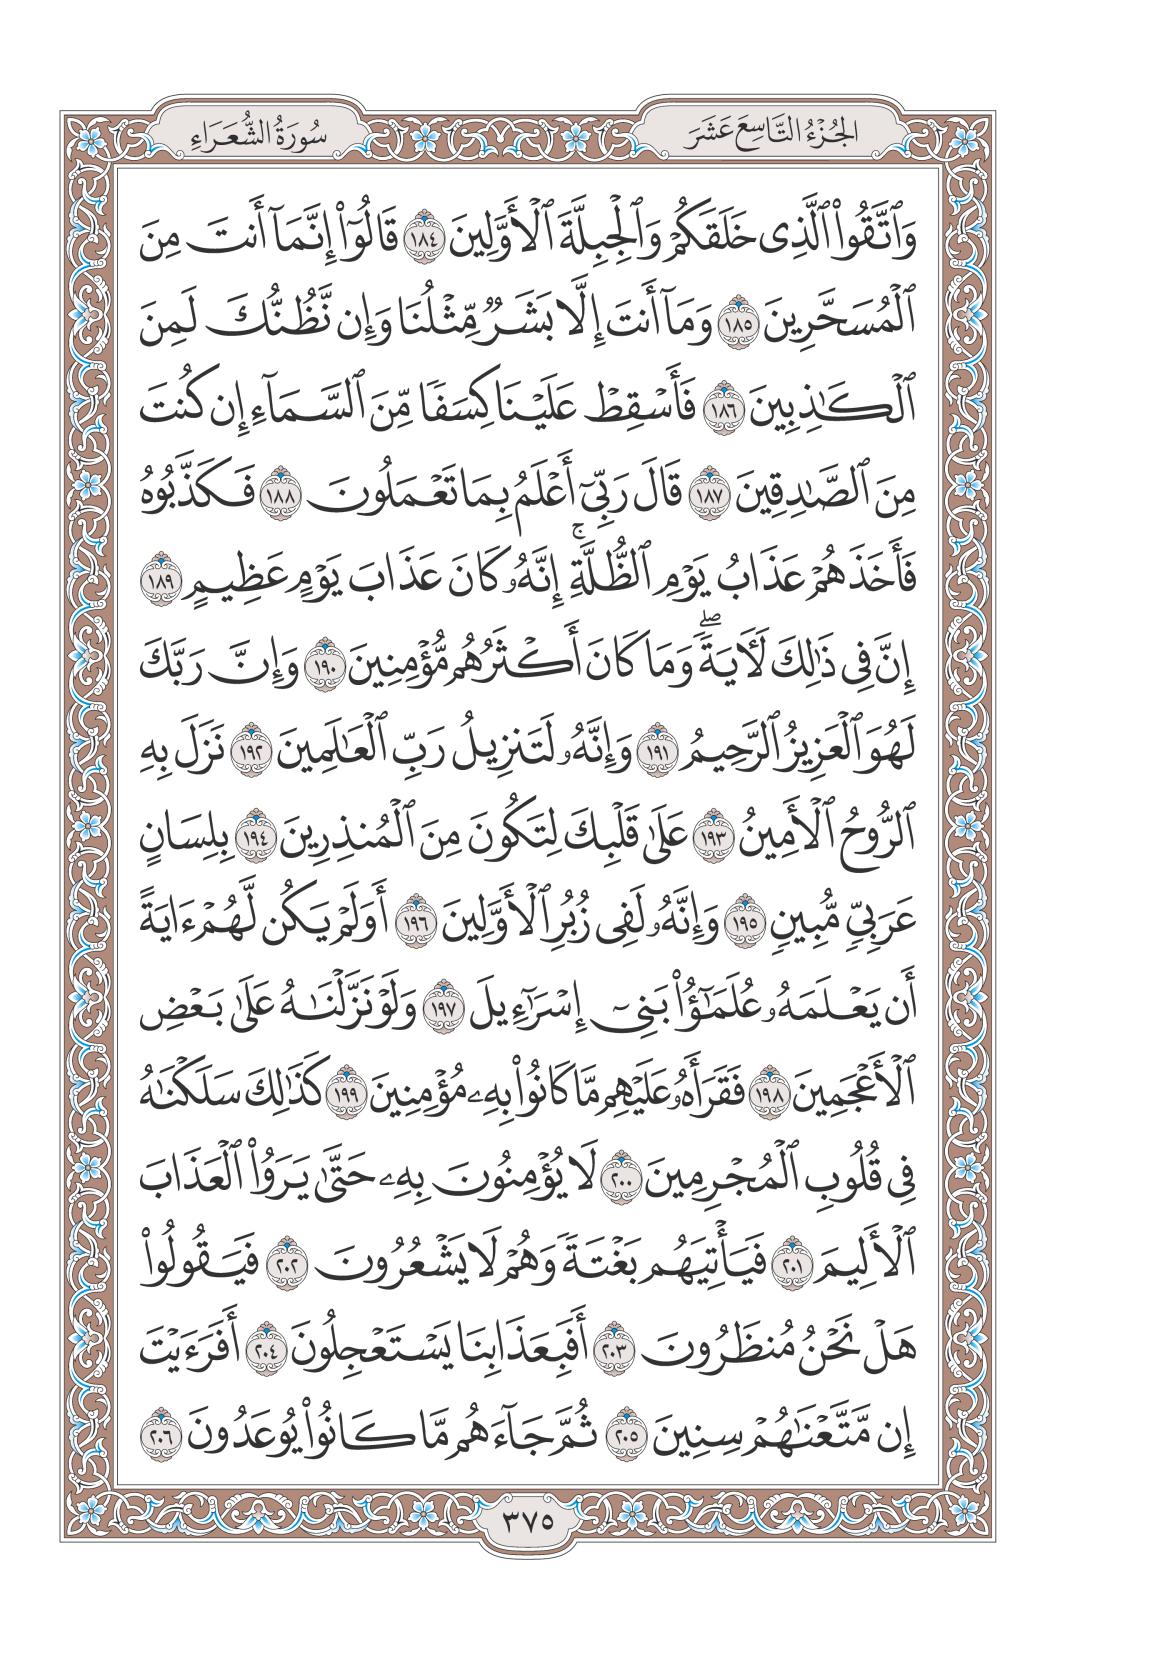 الجُزْءُ التَّاسِعَ عَشَرَ
سُورَةُ الشُّعَرَاءِ
وَٱتَّقُوا۟ ٱلَّذِى خَلَقَكُمْ وَٱلْجِبِلَّةَ ٱلْأَوَّلِينَ ١٨٤ قَالُوٓا۟ إِنَّمَآ أَنتَ مِنَ
ٱلْمُسَحَّرِينَ ١٨٥ وَمَآ أَنتَ إِلَّا بَشَرٌ مِّثْلُنَا وَإِن نَّظُنُّكَ لَمِنَ
ٱلْكَـٰذِبِينَ ١٨٦ فَأَسْقِطْ عَلَيْنَا كِسَفًا مِّنَ ٱلسَّمَآءِ إِن كُنتَ
مِنَ ٱلصَّـٰدِقِينَ ١٨٧ قَالَ رَبِّىٓ أَعْلَمُ بِمَا تَعْمَلُونَ ١٨٨ فَكَذَّبُوهُ
فَأَخَذَهُمْ عَذَابُ يَوْمِ ٱلظُّلَّةِ ۚ إِنَّهُۥ كَانَ عَذَابَ يَوْمٍ عَظِيمٍ ١٨٩
إِنَّ فِى ذَٰلِكَ لَـَٔايَةً ۖ وَمَا كَانَ أَكْثَرُهُم مُّؤْمِنِينَ ١٩٠ وَإِنَّ رَبَّكَ
لَهُوَ ٱلْعَزِيزُ ٱلرَّحِيمُ ١٩١ وَإِنَّهُۥ لَتَنزِيلُ رَبِّ ٱلْعَـٰلَمِينَ ١٩٢ نَزَلَ بِهِ
ٱلرُّوحُ ٱلْأَمِينُ ١٩٣ عَلَىٰ قَلْبِكَ لِتَكُونَ مِنَ ٱلْمُنذِرِينَ ١٩٤ بِلِسَانٍ
عَرَبِىٍّ مُّبِينٍ ١٩٥ وَإِنَّهُۥ لَفِى زُبُرِ ٱلْأَوَّلِينَ ١٩٦ أَوَلَمْ يَكُن لَّهُمْ ءَايَةً
أَن يَعْلَمَهُۥ عُلَمَـٰٓؤُا۟ بَنِىٓ إِسْرَٰٓءِيلَ ١٩٧ وَلَوْ نَزَّلْنَـٰهُ عَلَىٰ بَعْضِ
ٱلْأَعْجَمِينَ ١٩٨ فَقَرَأَهُۥ عَلَيْهِم مَّا كَانُوا۟ بِهِۦ مُؤْمِنِينَ ١٩٩ كَذَٰلِكَ سَلَكْنَـٰهُ
فِى قُلُوبِ ٱلْمُجْرِمِينَ ٢٠٠ لَا يُؤْمِنُونَ بِهِۦ حَتَّىٰ يَرَوُا۟ ٱلْعَذَابَ
ٱلْأَلِيمَ ٢٠١ فَيَأْتِيَهُم بَغْتَةً وَهُمْ لَا يَشْعُرُونَ ٢٠٢ فَيَقُولُوا۟
هَلْ نَحْنُ مُنظَرُونَ ٢٠٣ أَفَبِعَذَابِنَا يَسْتَعْجِلُونَ ٢٠٤ أَفَرَءَيْتَ
إِن مَّتَّعْنَـٰهُمْ سِنِينَ ٢٠٥ ثُمَّ جَآءَهُم مَّا كَانُوا۟ يُوعَدُونَ ٢٠٦
٣٧٥